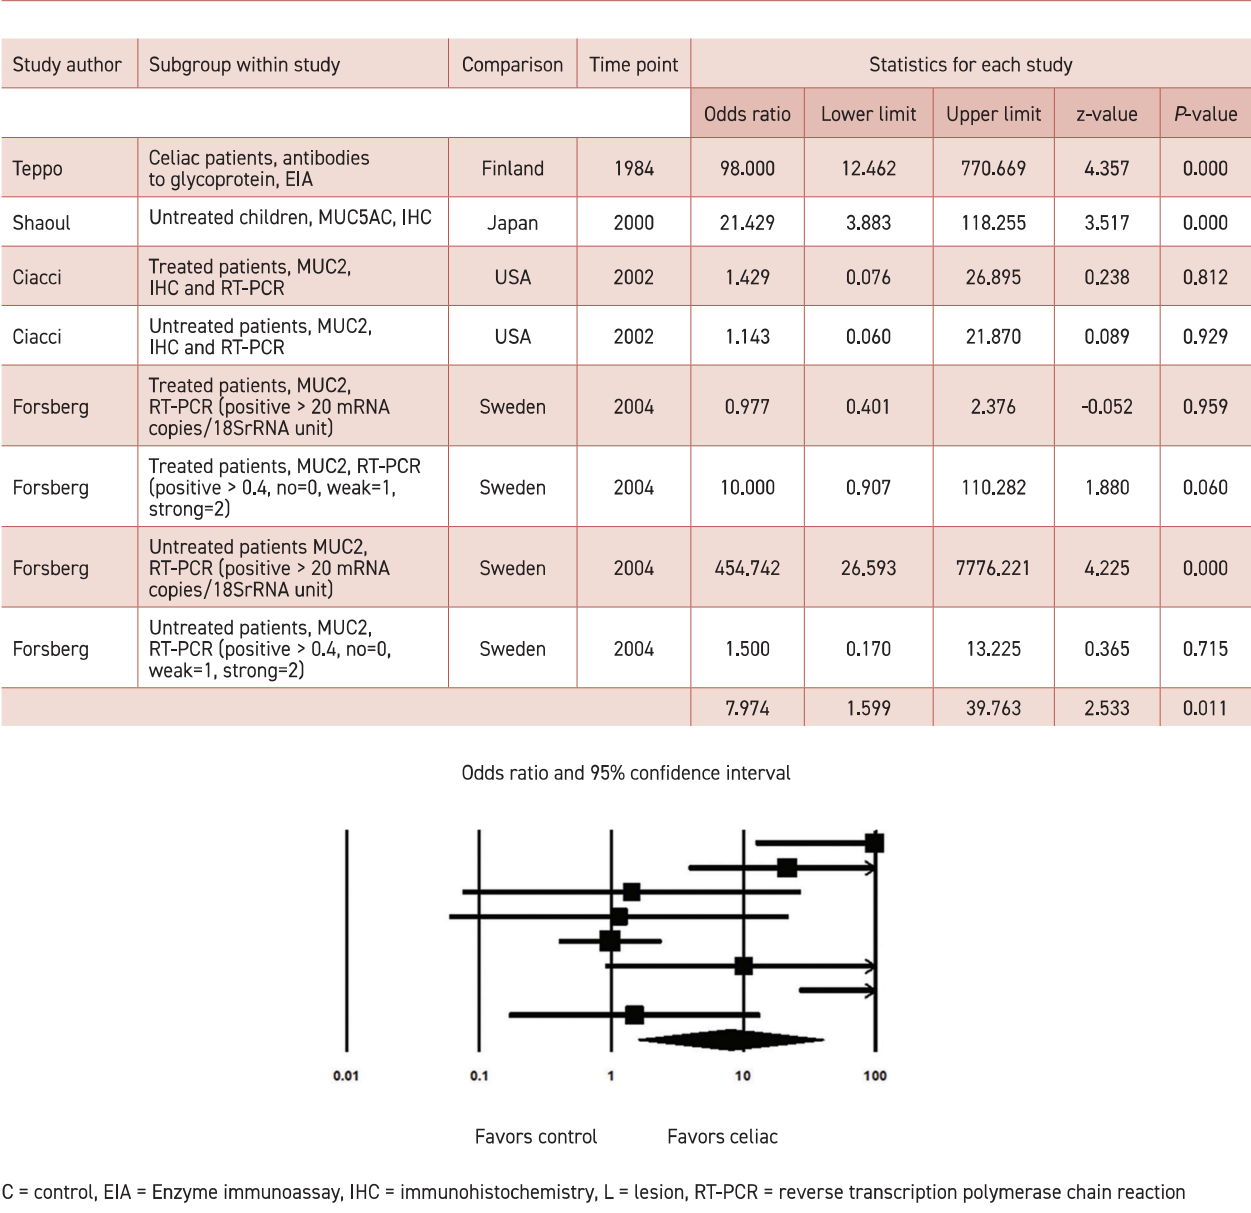 Study author Subgroup within study Comparison Time point Statistics for each study
Odds ratio Lower limit Upper limit z-value P-value
Teppo Celiac patients, antibodies to glycoprotein, EIA Finland 1984 98.000 12.462 770.669 4.357 0.000
Shaoul Untreated children, MUC5AC, IHC Japan 2000 21.429 3.883 118.255 3.517 0.000
Ciacci Treated patients, MUC2, IHC and RT-PCR USA 2002 1.429 0.076 26.895 0.238 0.812
Ciacci Untreated patients, MUC2, IHC and RT-PCR USA 2002 1.143 0.060 21.870 0.089 0.929
Forsberg Treated patients, MUC2, RT-PCR (positive > 20 mRNA copies/18SrRNA unit) Sweden 2004 0.977 0.401 2.376 -0.052 0.959
Forsberg Treated patients, MUC2, RT-PCR (positive > 0.4, no=0, weak=1, strong=2) Sweden 2004 10.000 0.907 110.282 1.880 0.060
Forsberg Untreated patients MUC2, RT-PCR (positive > 20 mRNA copies/18SrRNA unit) Sweden 2004 454.742 26.593 7776.221 4.225 0.000
Forsberg Untreated patients, MUC2, RT-PCR (positive > 0.4, no=0, weak=1, strong=2) Sweden 2004 1.500 0.170 13.225 0.365 0.715
7.974 1.599 39.763 2.533 0.011
Odds ratio and 95% confidence interval
0.01 0.1 1 10 100
Favors control Favors celiac
C = control, EIA = Enzyme immunoassay, IHC = immunohistochemistry, L = lesion, RT-PCR = reverse transcription polymerase chain reaction